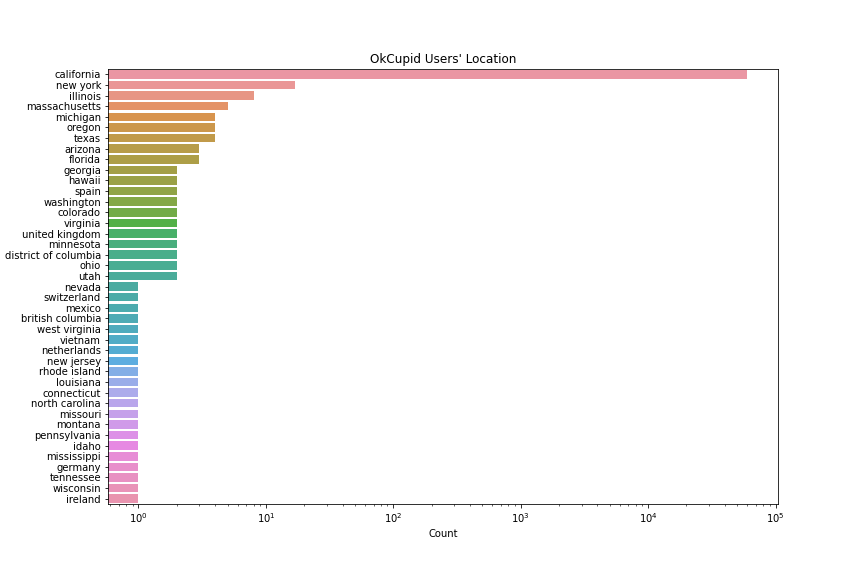 OkCupid Users' Location
california
new york
illinois
massachusetts
michigan
oregon
texas
arizona
florida
georgia
hawaii
spain
washington
colorado
virginia
united kingdom
minnesota
district of columbia
ohio
utah
nevada
switzerland
mexico
british columbia
west virginia
vietnam
netherlands
new jersey
rhode island
louisiana
connecticut
north carolina
missouri
montana
pennsylvania
idaho
mississippi
germany
tennessee
wisconsin
ireland
10⁰ 10¹ 10² 10³ 10⁴ 10⁵
Count